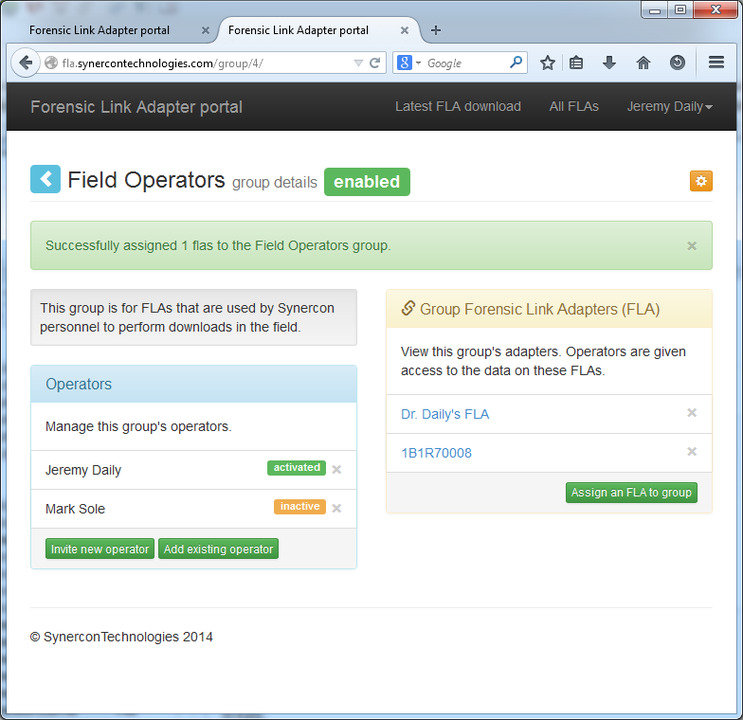 Forensic Link Adapter portal
Forensic Link Adapter portal
fla.synercontechnologies.com/group/4/
Google
Forensic Link Adapter portal
Latest FLA download
All FLAs
Jeremy Daily
Field Operators group details enabled
Successfully assigned 1 flas to the Field Operators group.
This group is for FLAs that are used by Synercon
personnel to perform downloads in the field.
Operators
Manage this group's operators.
Jeremy Daily activated
Mark Sole inactive
Invite new operator Add existing operator
Group Forensic Link Adapters (FLA)
View this group's adapters. Operators are given
access to the data on these FLAs.
Dr. Daily's FLA
1B1R70008
Assign an FLA to group
© SynerconTechnologies 2014